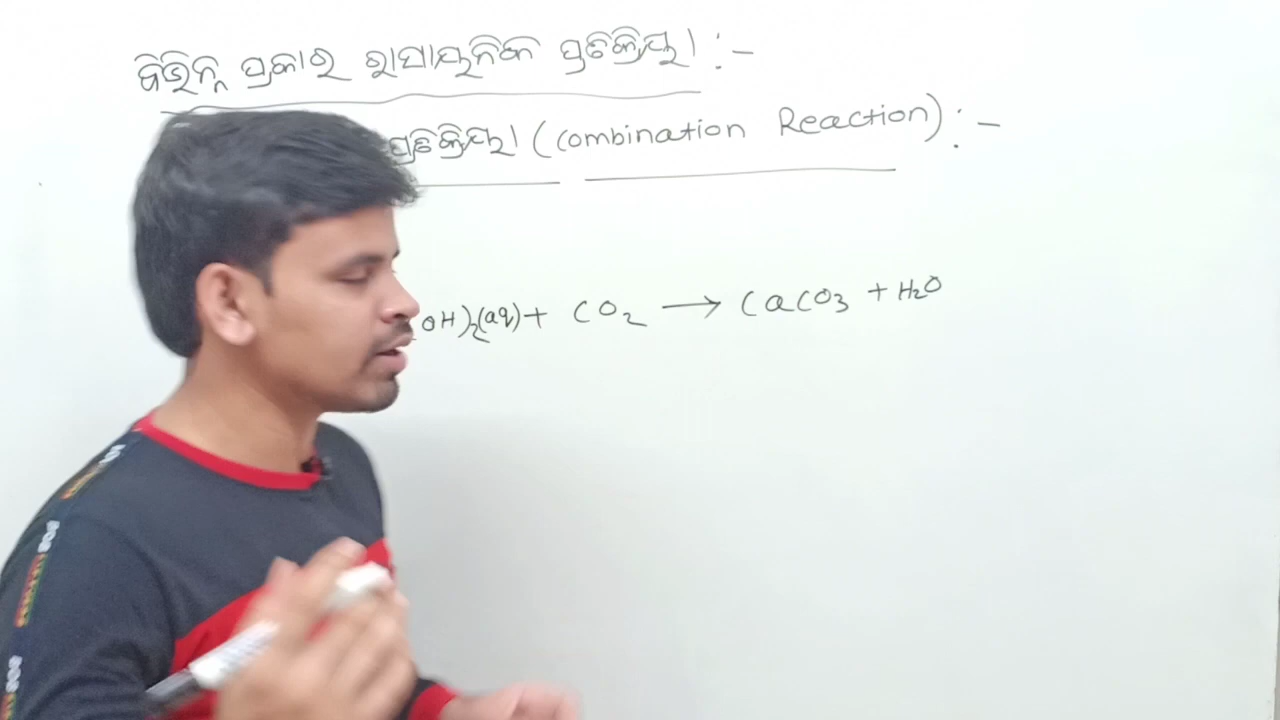 ବିଭିନ୍ନ ପ୍ରକାର ରାସାୟନିକ ପ୍ରତିକ୍ରିୟା :-
ପ୍ରତିକ୍ରିୟା (Combination Reaction) :-
OH)₂(aq) + CO₂ → CaCO₃ + H₂O